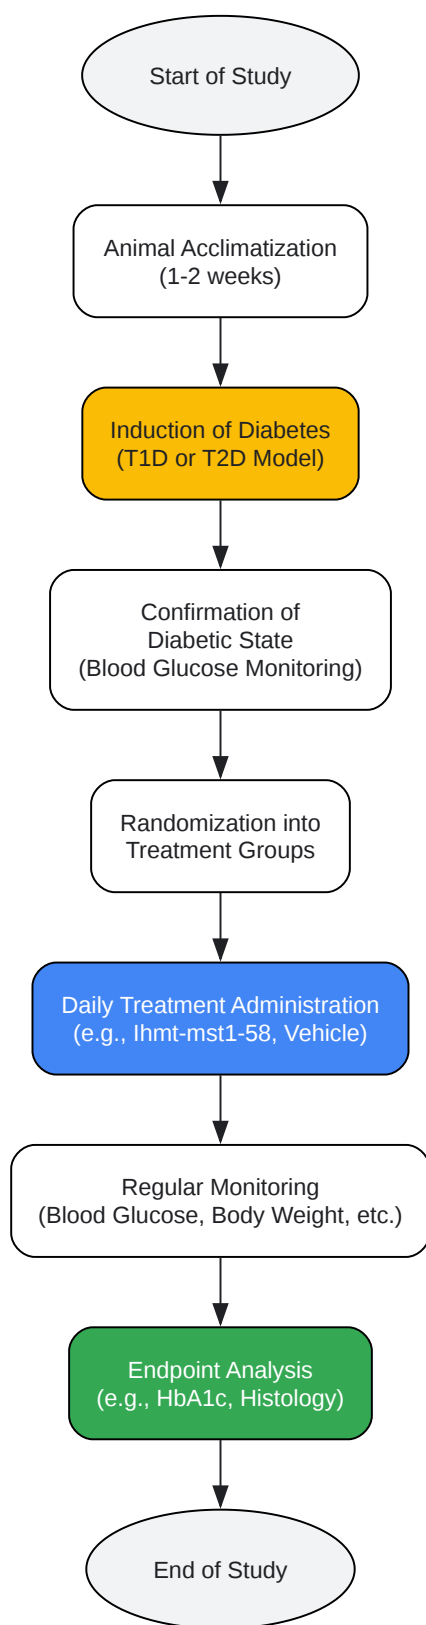 Start of Study
Animal Acclimatization
(1-2 weeks)
Induction of Diabetes
(T1D or T2D Model)
Confirmation of
Diabetic State
(Blood Glucose Monitoring)
Randomization into
Treatment Groups
Daily Treatment Administration
(e.g., Ihmt-mst1-58, Vehicle)
Regular Monitoring
(Blood Glucose, Body Weight, etc.)
Endpoint Analysis
(e.g., HbA1c, Histology)
End of Study